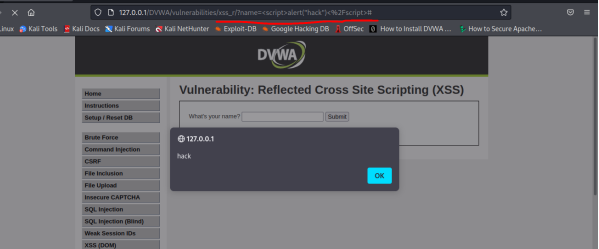 127.0.0.1/DVWA/vulnerabilities/xss_r/?name=<script>alert("hack")<%2Fscript>#
Linux Kali Tools Kali Docs Kali Forums Kali NetHunter Exploit-DB Google Hacking DB OffSec How to Install DVWA ... How to Secure Apache...
DVWA
Home
Instructions
Setup / Reset DB
Brute Force
Command Injection
CSRF
File Inclusion
File Upload
Insecure CAPTCHA
SQL Injection
SQL Injection (Blind)
Weak Session IDs
XSS (DOM)
Vulnerability: Reflected Cross Site Scripting (XSS)
What's your name? Submit
127.0.0.1
hack
OK